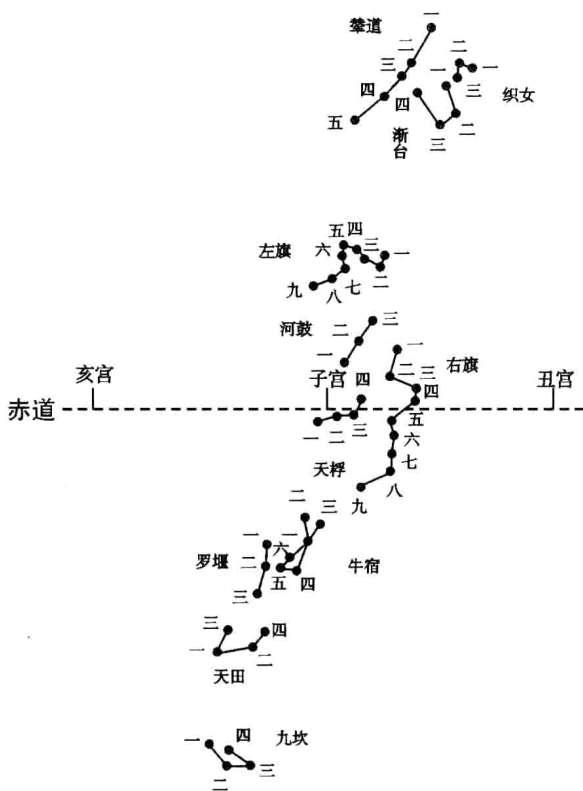 辇道
一
二
三
四
五
织女
一
二
三
渐台
一
二
三
四
左旗
一
二
三
四
五
六
七
八
九
河鼓
一
二
三
右旗
一
二
三
四
五
六
七
八
九
亥宫
子宫
丑宫
赤道
天桴
一
二
三
四
牛宿
一
二
三
四
五
六
罗堰
一
二
三
天田
一
二
三
四
九坎
一
二
三
四